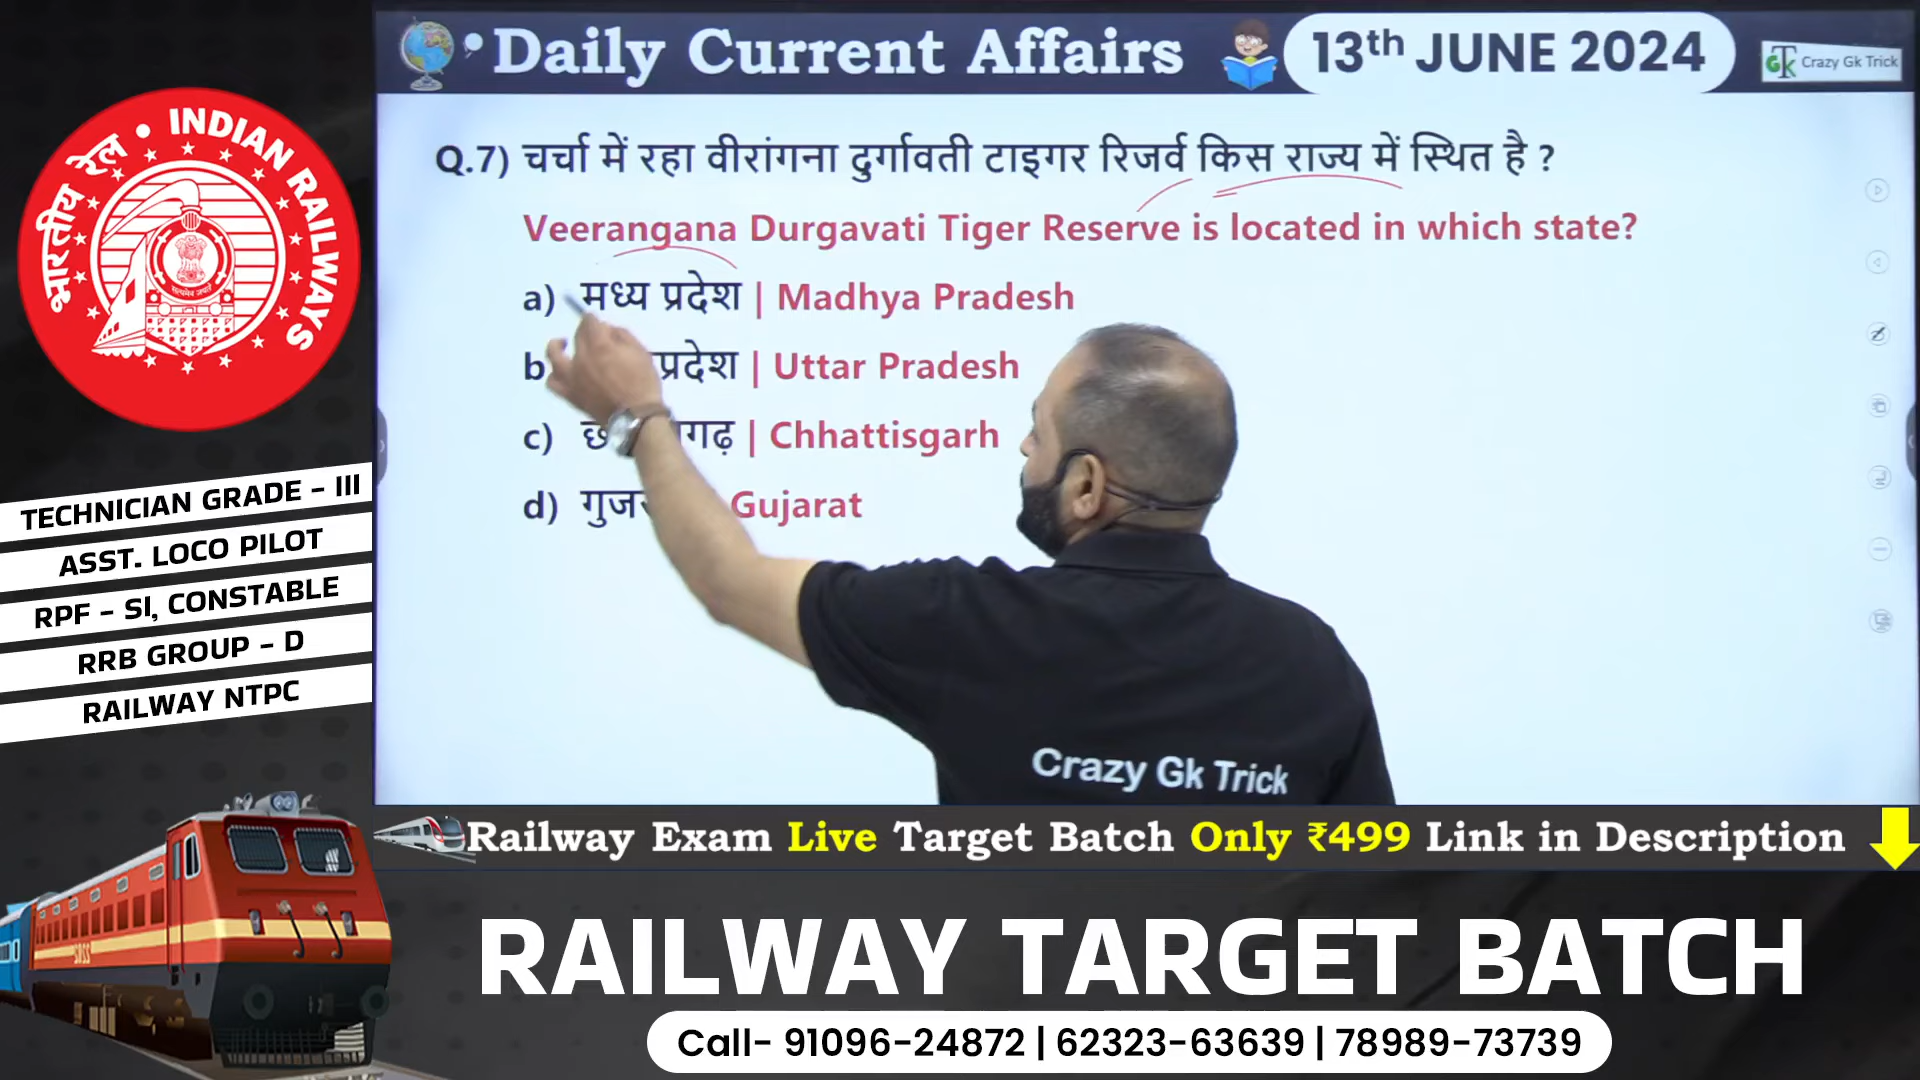 INDIAN RAILWAYS
भारतीय रेल
TECHNICIAN GRADE – III
ASST. LOCO PILOT
RPF – SI, CONSTABLE
RRB GROUP – D
RAILWAY NTPC
Daily Current Affairs
13th JUNE 2024
GTK Crazy Gk Trick
Q.7) चर्चा में रहा वीरांगना दुर्गावती टाइगर रिजर्व किस राज्य में स्थित है ?
Veerangana Durgavati Tiger Reserve is located in which state?
a) मध्य प्रदेश | Madhya Pradesh
b प्रदेश | Uttar Pradesh
c) | Chhattisgarh
d) Gujarat
Crazy Gk Trick
Railway Exam Live Target Batch Only ₹499 Link in Description
RAILWAY TARGET BATCH
Call- 91096-24872 | 62323-63639 | 78989-73739